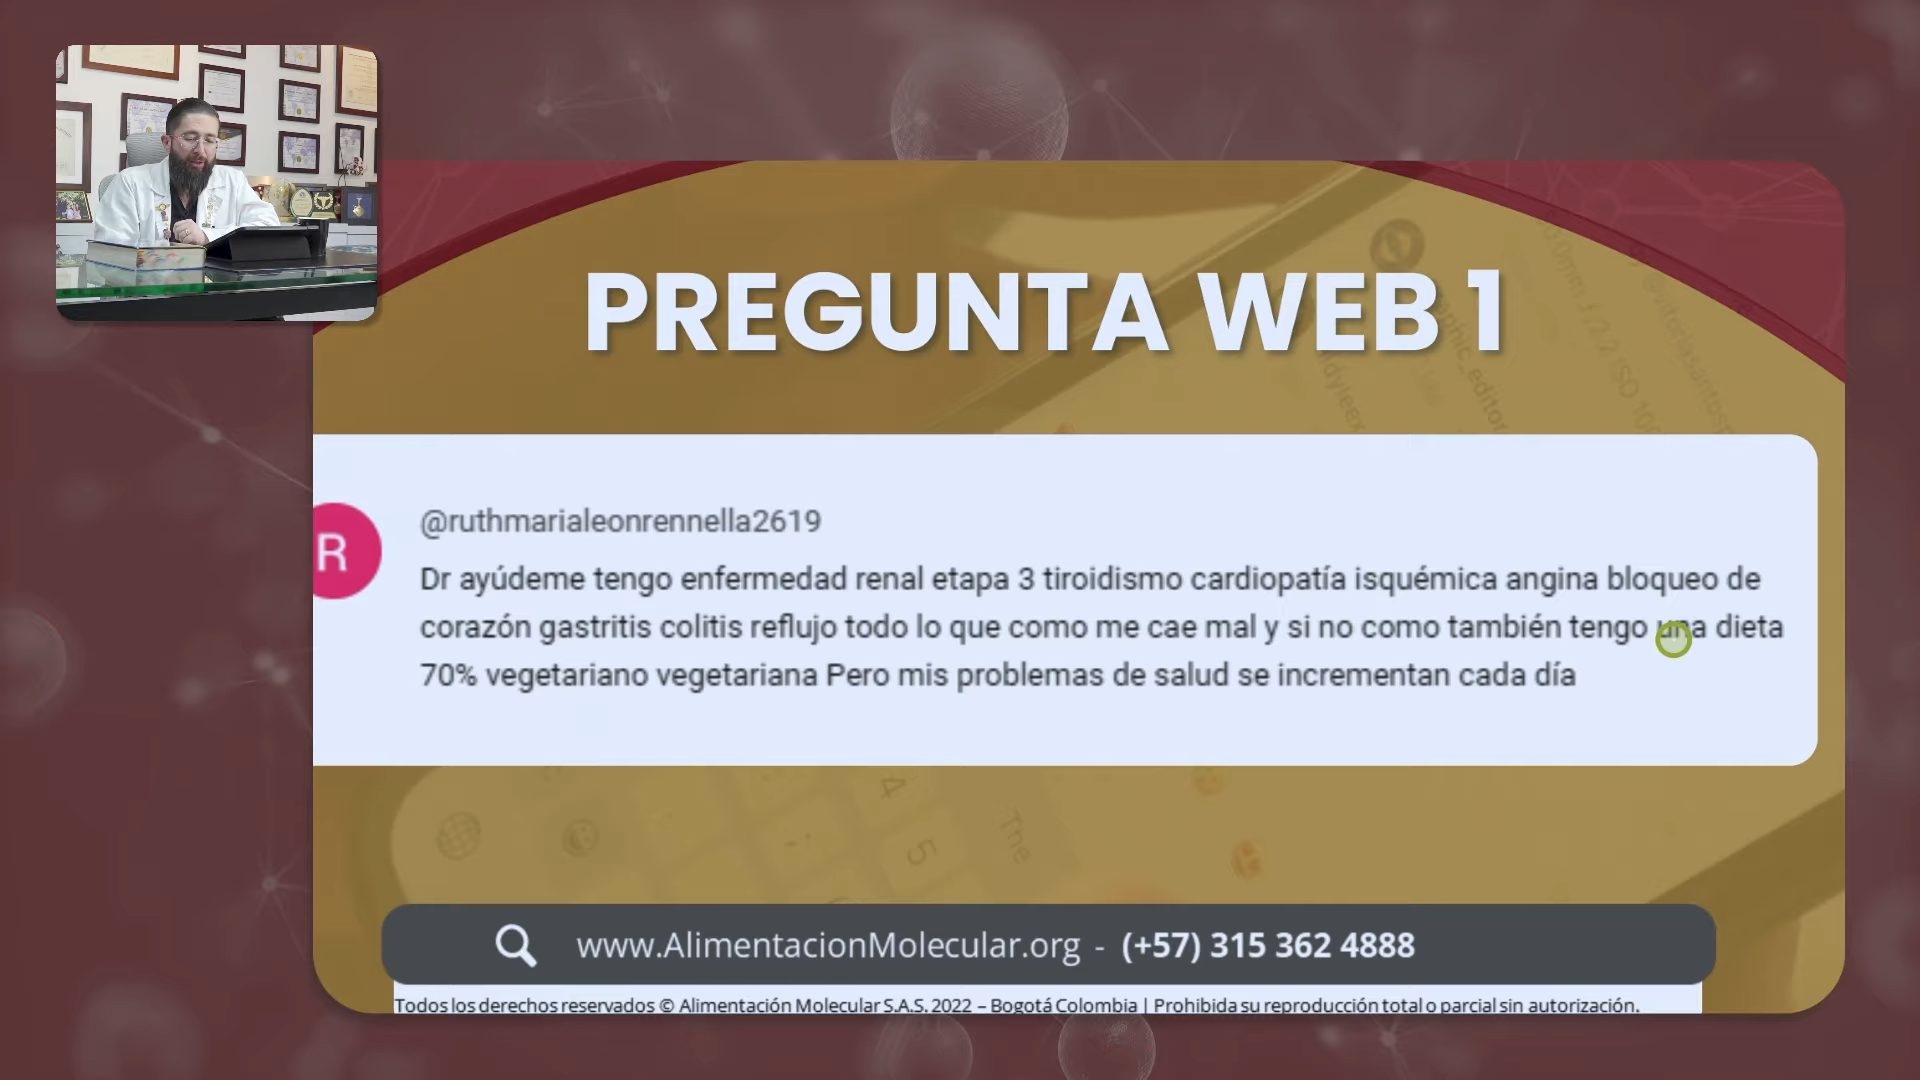 PREGUNTA WEB 1
R
@ruthmarialeonrennella2619
Dr ayúdeme tengo enfermedad renal etapa 3 tiroidismo cardiopatía isquémica angina bloqueo de
corazón gastritis colitis reflujo todo lo que como me cae mal y si no como también tengo una dieta
70% vegetariano vegetariana Pero mis problemas de salud se incrementan cada día
www.AlimentacionMolecular.org - (+57) 315 362 4888
Todos los derechos reservados © Alimentación Molecular S.A.S. 2022 – Bogotá Colombia | Prohibida su reproducción total o parcial sin autorización.